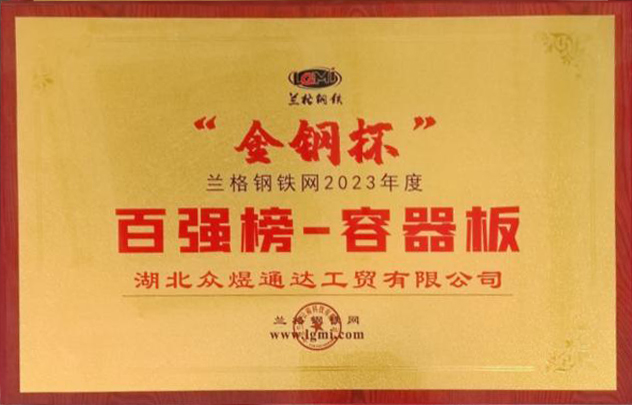 LGMi
兰格钢铁
“金钢杯”
兰格钢铁网2023年度
百强榜-容器板
湖北众煜通达工贸有限公司
兰格钢铁网
www.lgmi.com